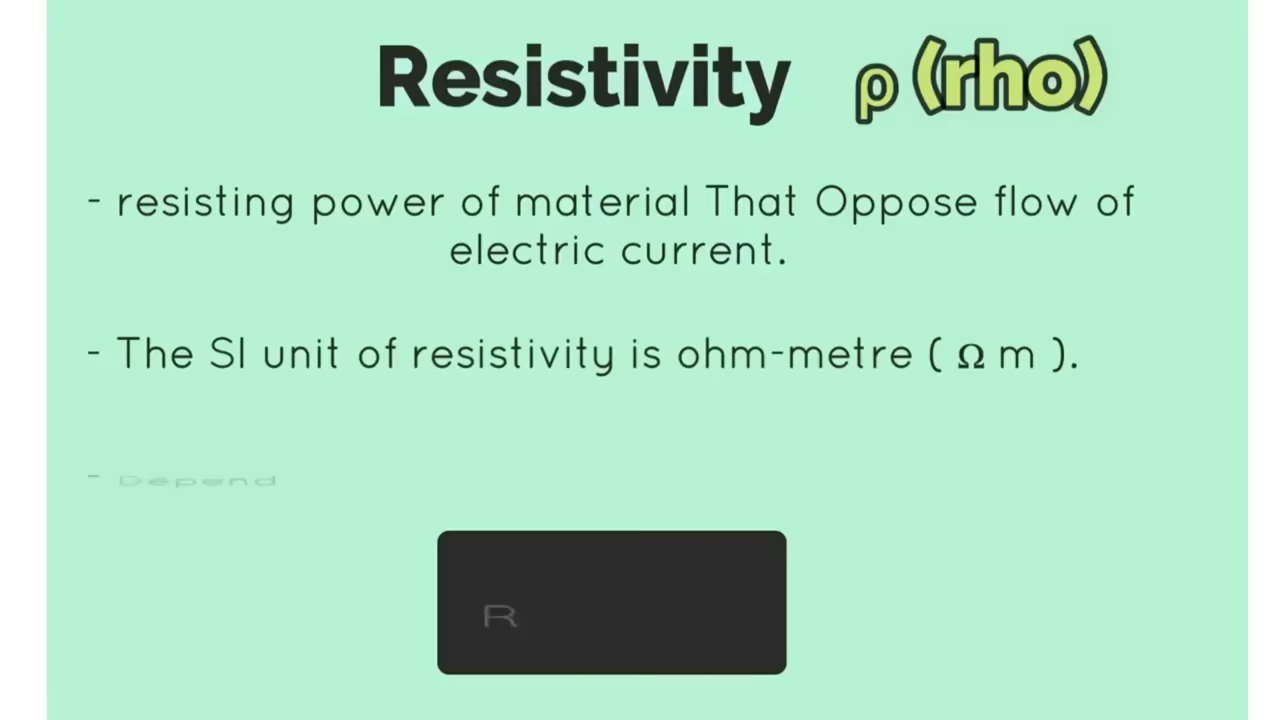 Resistivity ρ (rho)
- resisting power of material That Oppose flow of
electric current.
- The SI unit of resistivity is ohm-metre ( Ω m ).
- Depend
R